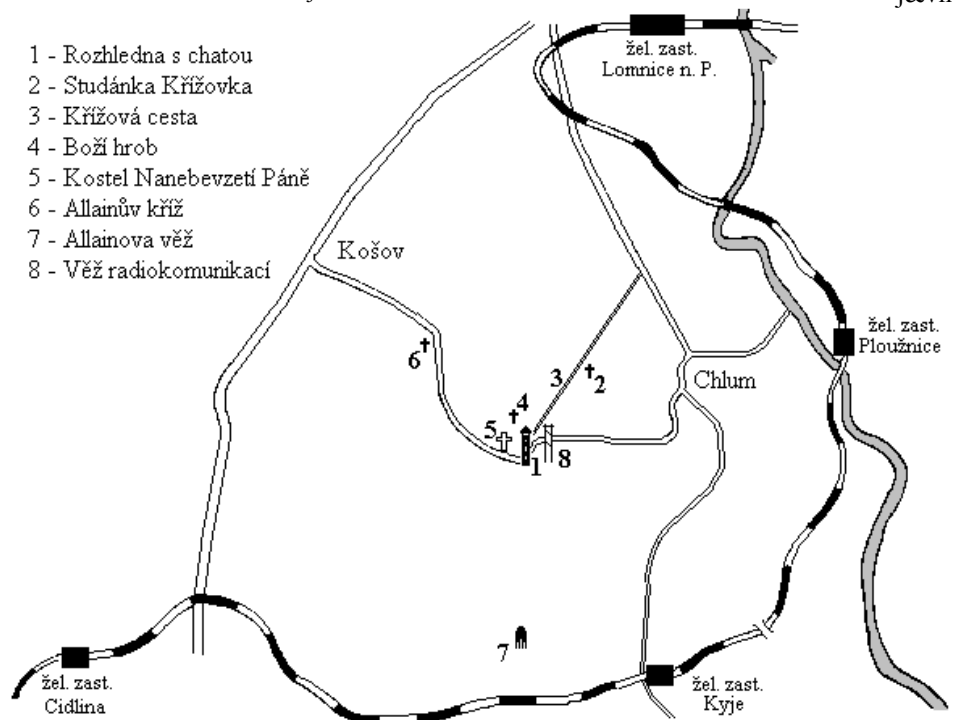 1 - Rozhledna s chatou
2 - Studánka Křížovka
3 - Křížová cesta
4 - Boží hrob
5 - Kostel Nanebevzetí Páně
6 - Allainův kříž
7 - Allainova věž
8 - Věž radiokomunikací
žel. zast.
Lomnice n. P.
Košov
žel. zast.
Ploužnice
6
3
2
Chlum
4
5
1
8
7
žel. zast.
Cidlina
žel. zast.
Kyje